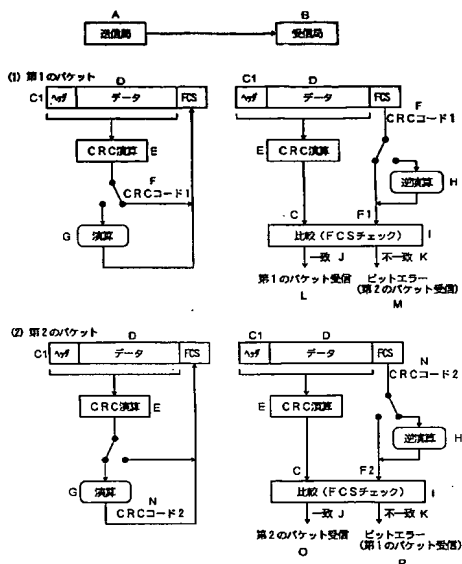 A
送信局
B
受信局
(1) 第1のパケット
D
C1 ヘッダ データ FCS
CRC演算 E
F
CRCコード1
G 演算
C1
D
ヘッダ データ FCS
F
CRCコード1
E CRC演算
逆演算 H
C
F1
比較(FCSチェック) I
一致 J
不一致 K
第1のパケット受信
L
ビットエラー
(第2のパケット受信)
M
(2) 第2のパケット
D
C1 ヘッダ データ FCS
CRC演算 E
G 演算
N
CRCコード2
C1
D
ヘッダ データ FCS
N
CRCコード2
E CRC演算
逆演算 H
C
F2
比較(FCSチェック) I
一致 J
不一致 K
第2のパケット受信
O
ビットエラー
(第1のパケット受信)